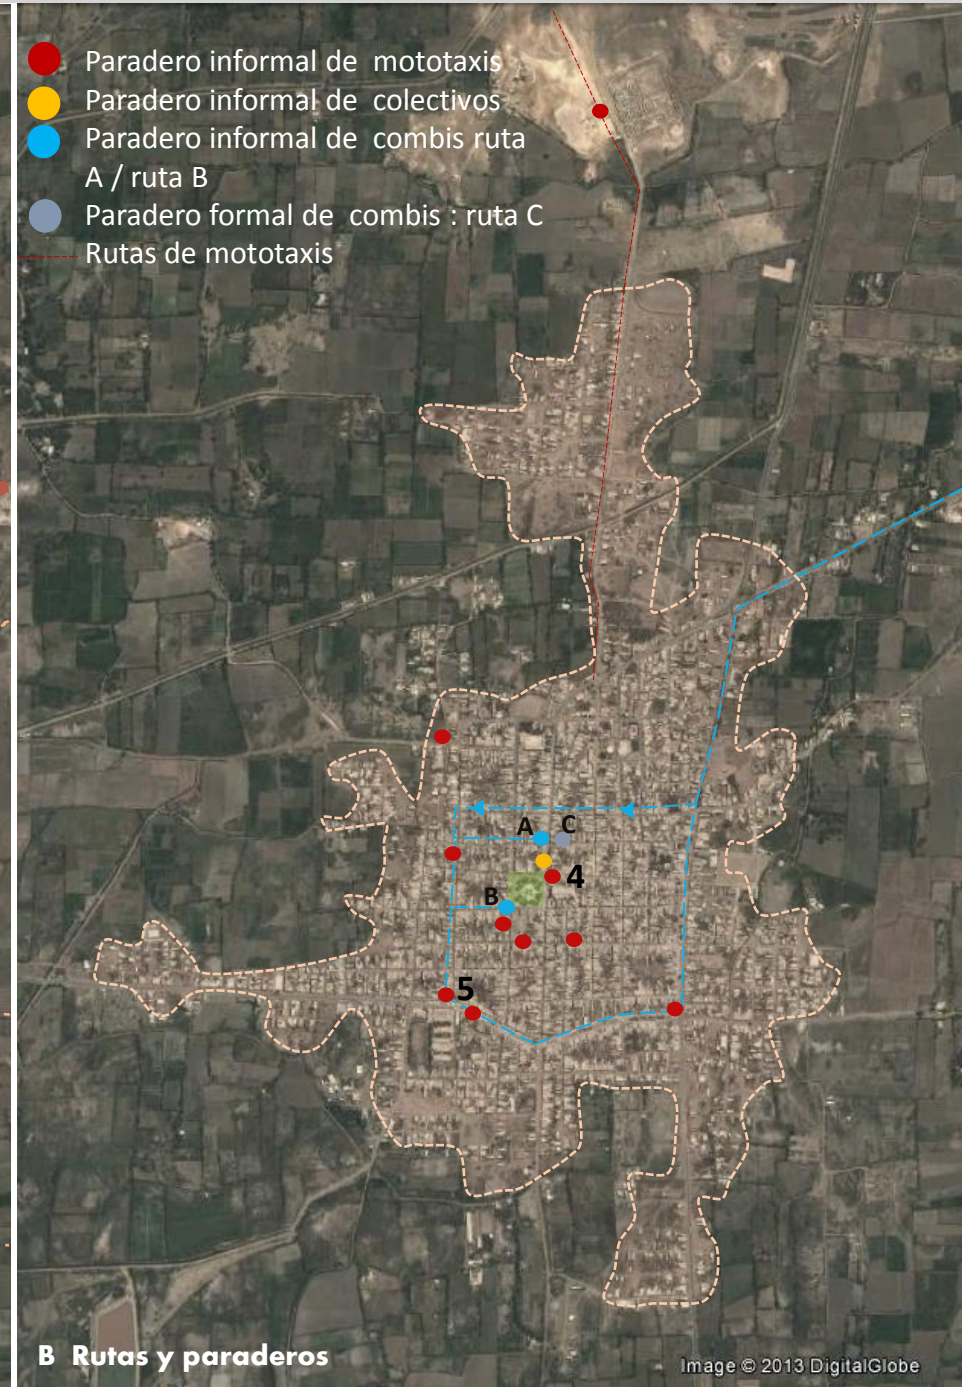 Paradero informal de mototaxis
Paradero informal de colectivos
Paradero informal de combis ruta
A / ruta B
Paradero formal de combis : ruta C
Rutas de mototaxis
A C
4
B
5
B Rutas y paraderos
Image © 2013 DigitalGlobe